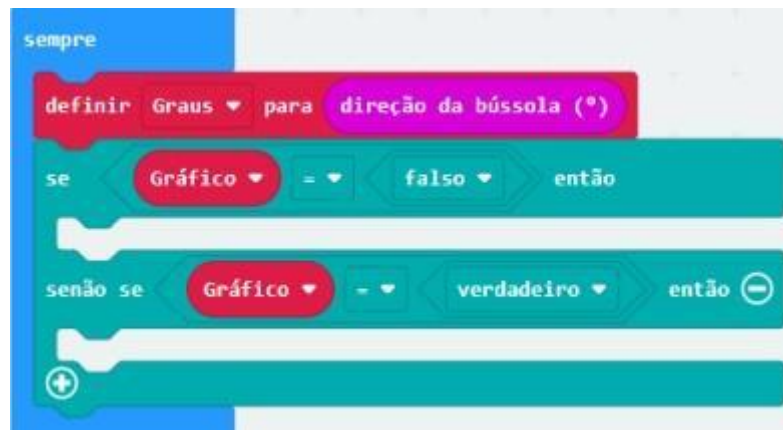 sempre
definir Graus para direção da bússola (°)
se Gráfico = falso então
senão se Gráfico = verdadeiro então